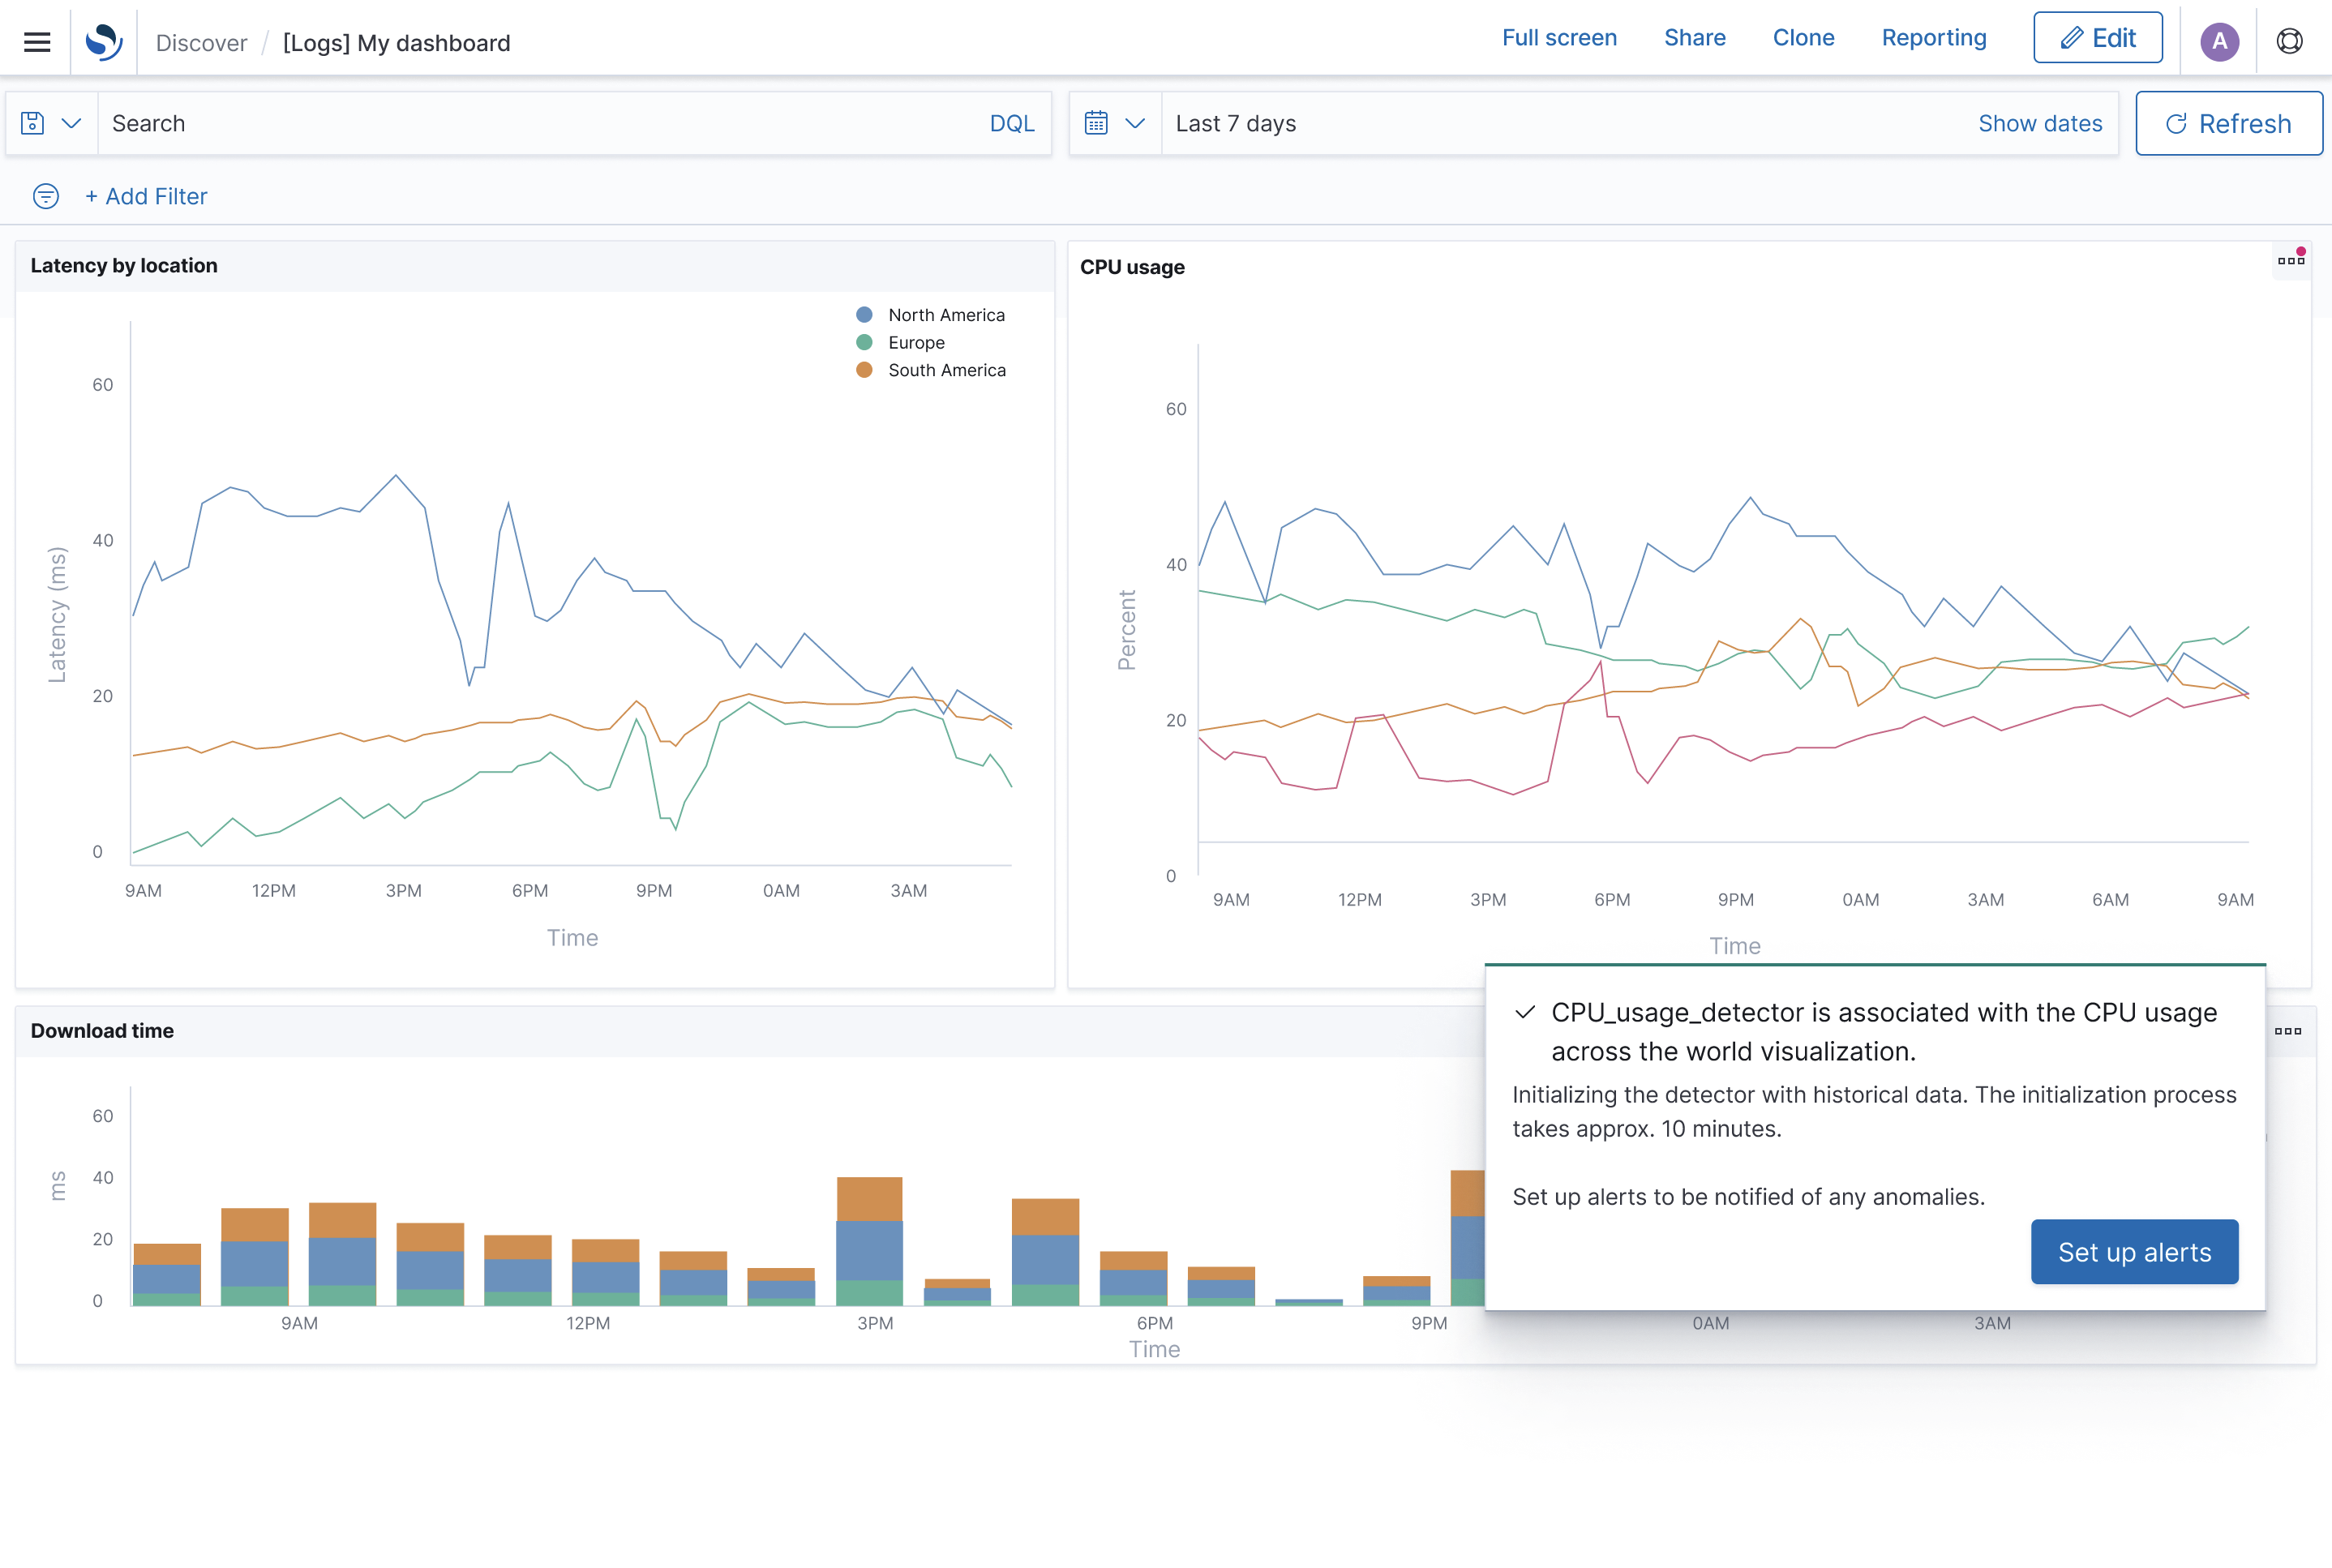 Discover / [Logs] My dashboard
Full screen Share Clone Reporting Edit A
Search DQL
Last 7 days Show dates Refresh
+ Add Filter
Latency by location
North America
Europe
South America
60
40
20
0
Latency (ms)
9AM 12PM 3PM 6PM 9PM 0AM 3AM
Time
CPU usage
60
40
20
0
Percent
9AM 12PM 3PM 6PM 9PM 0AM 3AM 6AM 9AM
Time
Download time
60
40
20
0
ms
9AM 12PM 3PM 6PM 9PM 0AM 3AM
Time
CPU_usage_detector is associated with the CPU usage
across the world visualization.
Initializing the detector with historical data. The initialization process
takes approx. 10 minutes.
Set up alerts to be notified of any anomalies.
Set up alerts